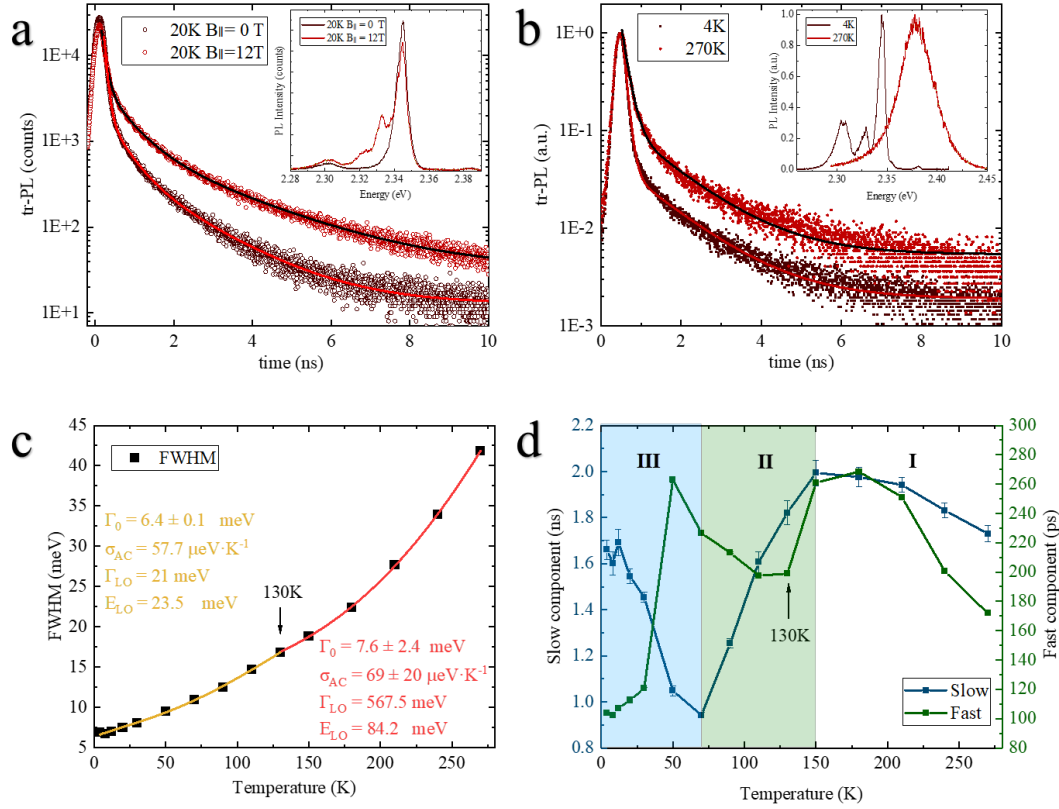 a
1E+4
1E+3
1E+2
1E+1
tr-PL (counts)
0
2
4
6
8
10
time (ns)
20K B∥= 0 T
20K B∥=12T
PL Intensity (counts)
20K B∥ = 0 T
20K B∥ = 12T
2.28
2.30
2.32
2.34
2.36
2.38
Energy (eV)
b
1E+0
1E-1
1E-2
1E-3
tr-PL (a.u.)
0
2
4
6
8
10
time (ns)
4K
270K
PL Intensity (a.u.)
1.0
0.8
0.6
0.4
0.2
0.0
4K
270K
2.30
2.35
2.40
2.45
Energy (eV)
c
45
40
35
30
25
20
15
10
5
FWHM (meV)
FWHM
Γ0 = 6.4 ± 0.1 meV
σAC = 57.7 μeV·K-1
ΓLO = 21 meV
ELO = 23.5 meV
130K
Γ0 = 7.6 ± 2.4 meV
σAC = 69 ± 20 μeV·K-1
ΓLO = 567.5 meV
ELO = 84.2 meV
0
50
100
150
200
250
Temperature (K)
d
2.2
2.0
1.8
1.6
1.4
1.2
1.0
0.8
Slow component (ns)
III
II
I
130K
Slow
Fast
300
280
260
240
220
200
180
160
140
120
100
80
Fast component (ps)
0
50
100
150
200
250
Temperature (K)